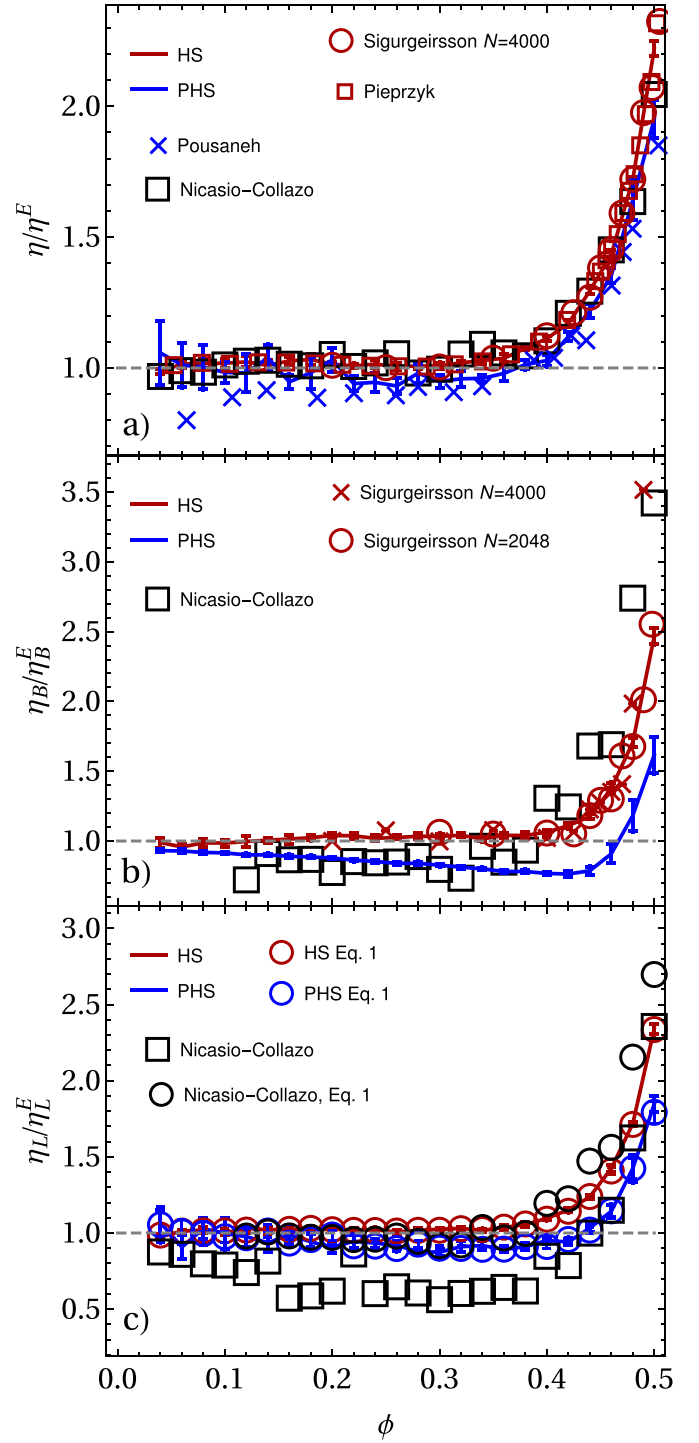 HS
Sigurgeirsson N=4000
PHS
Pieprzyk
Pousaneh
Nicasio-Collazo
2.0
1.5
1.0
η/η^E
a)
3.5
3.0
2.5
2.0
1.5
1.0
η_B/η_B^E
HS
Sigurgeirsson N=4000
PHS
Sigurgeirsson N=2048
Nicasio-Collazo
b)
3.0
2.5
2.0
1.5
1.0
0.5
η_L/η_L^E
HS
HS Eq. 1
PHS
PHS Eq. 1
Nicasio-Collazo
Nicasio-Collazo, Eq. 1
c)
0.0 0.1 0.2 0.3 0.4 0.5
ϕ